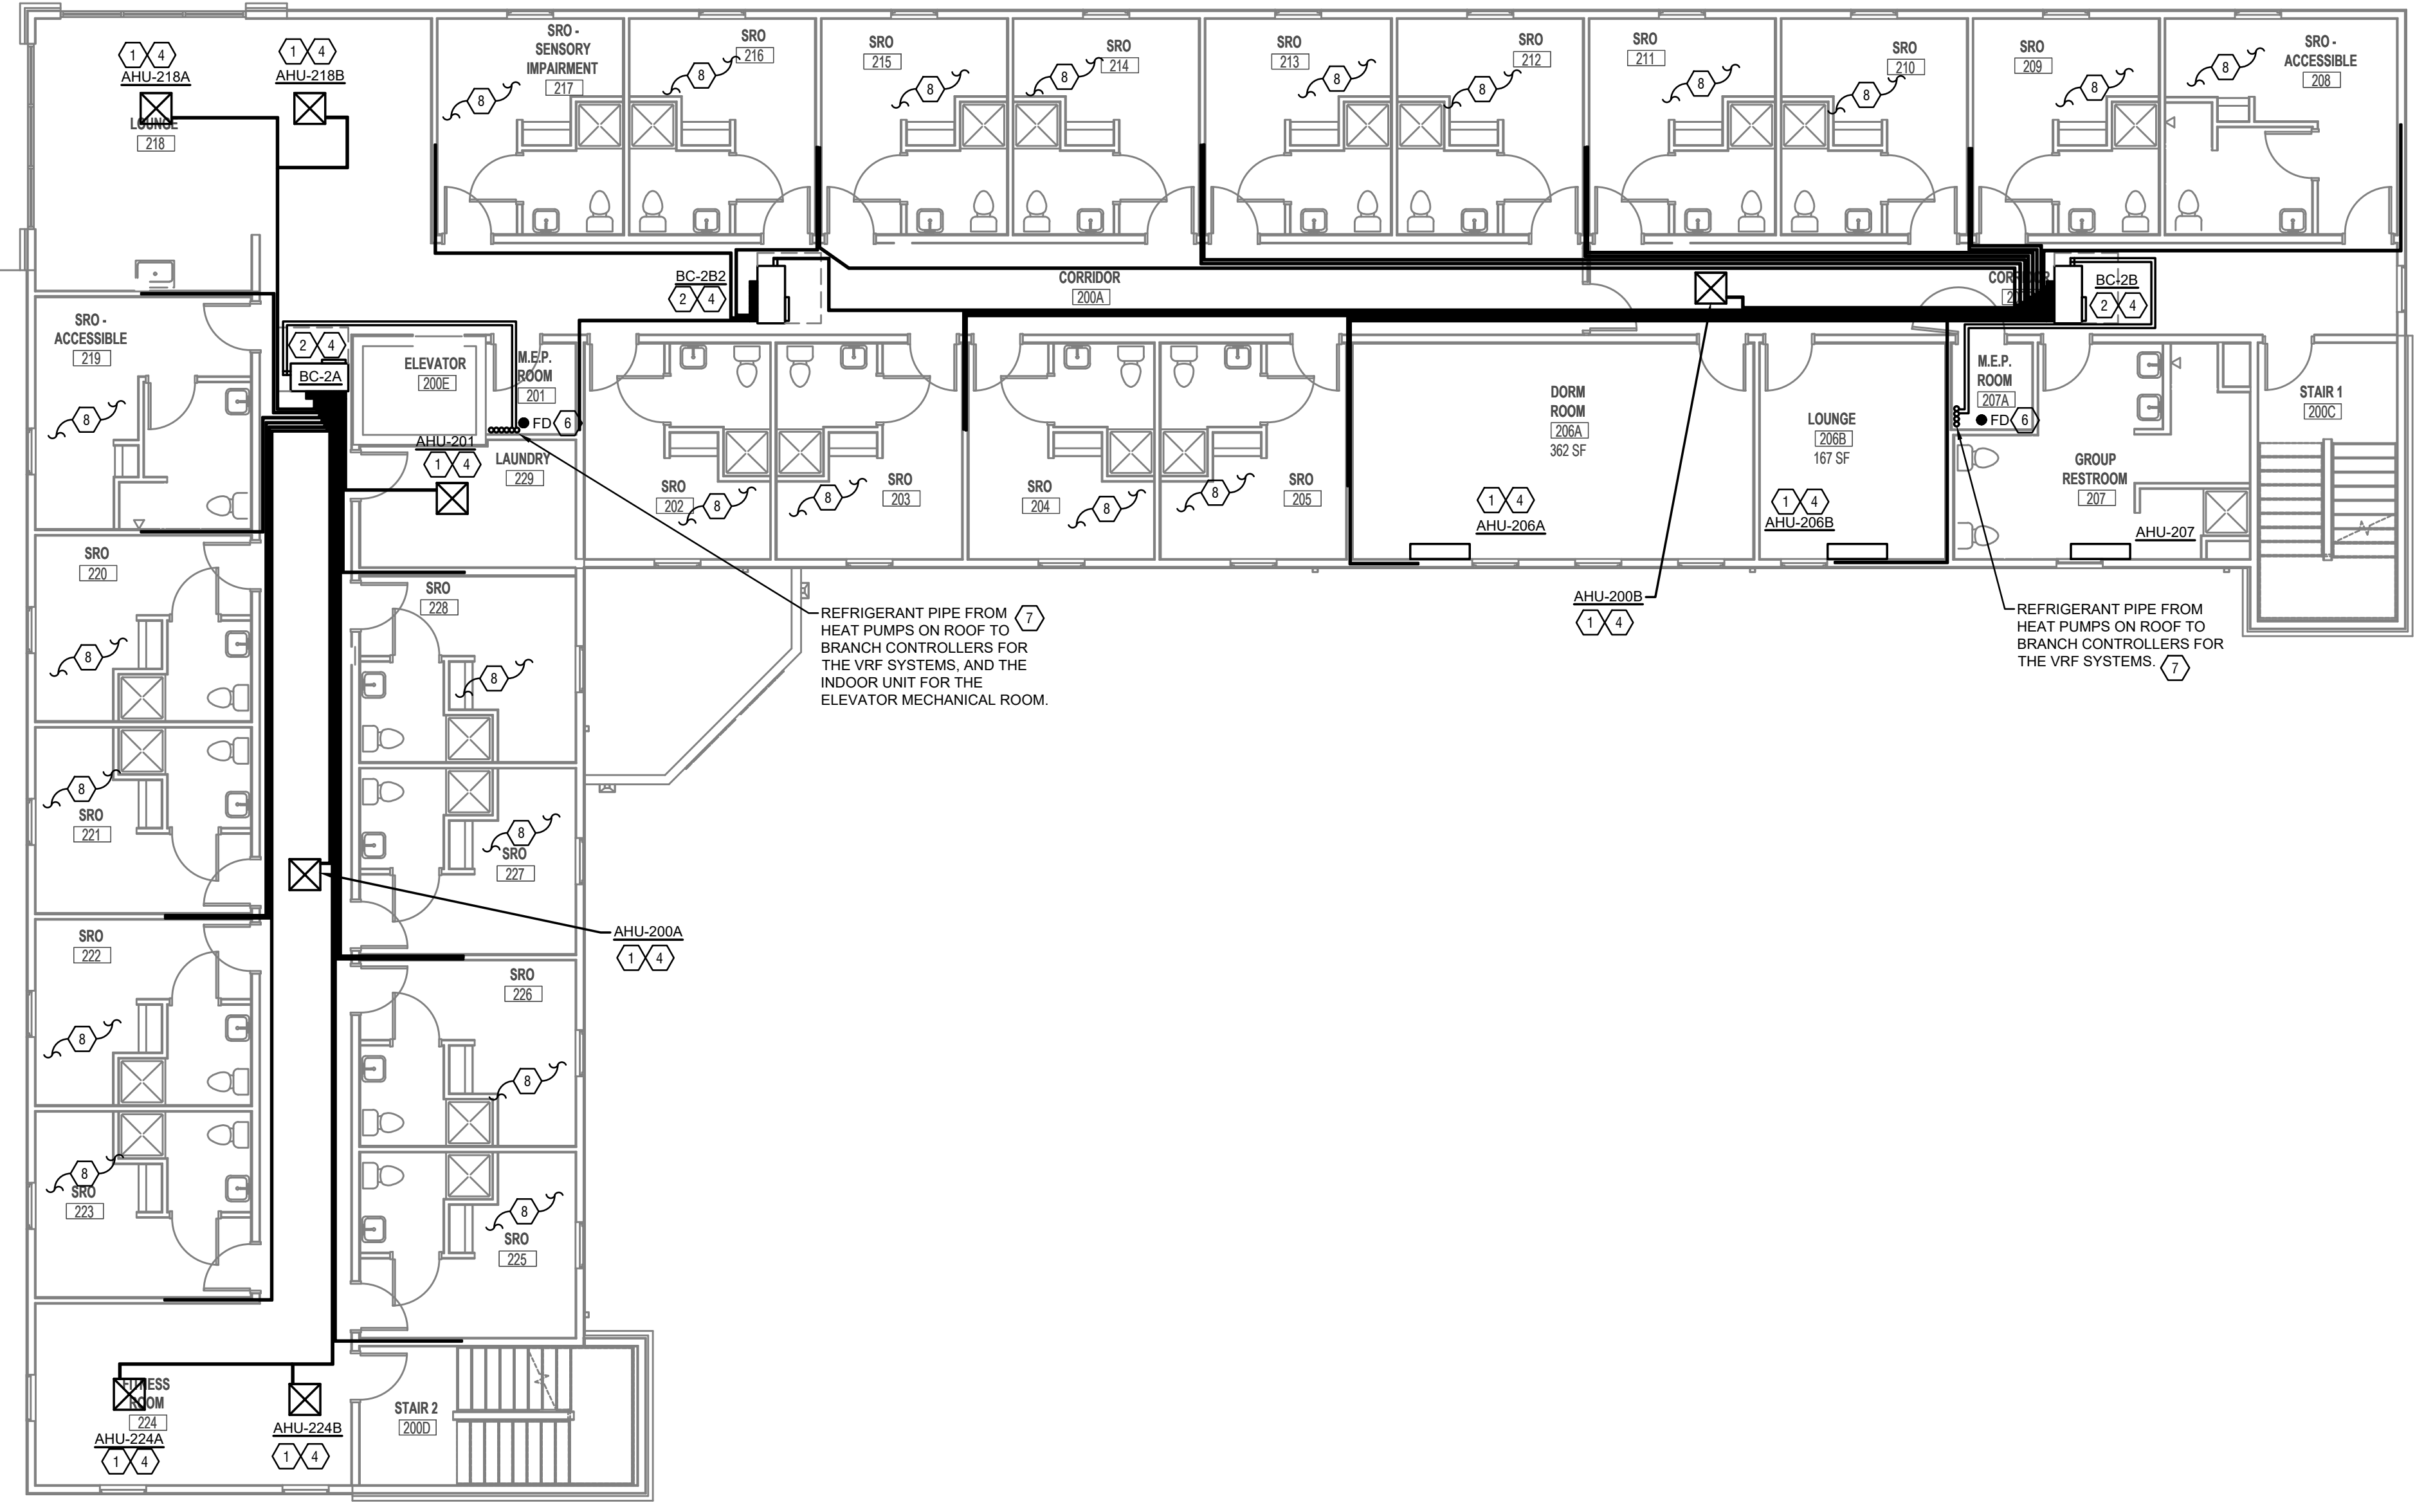 1 4
AHU-218A
1 4
AHU-218B
LOUNGE
218
SRO -
SENSORY
IMPAIRMENT
217
8
SRO
216
8
SRO
215
8
SRO
214
8
SRO
213
8
SRO
212
8
SRO
211
8
SRO
210
8
SRO
209
8
SRO -
ACCESSIBLE
208
8
BC-2B2
2 4
CORRIDOR
200A
CORRIDOR
BC-2B
2 4
SRO -
ACCESSIBLE
219
8
2 4
BC-2A
ELEVATOR
200E
M.E.P.
ROOM
201
FD 6
AHU-201
1 4
LAUNDRY
229
SRO
202
8
SRO
203
8
SRO
204
8
SRO
205
8
DORM
ROOM
206A
362 SF
1 4
AHU-206A
LOUNGE
206B
167 SF
1 4
AHU-206B
M.E.P.
ROOM
207A
FD 6
GROUP
RESTROOM
207
AHU-207
STAIR 1
200C
SRO
220
8
SRO
228
8
REFRIGERANT PIPE FROM 7
HEAT PUMPS ON ROOF TO
BRANCH CONTROLLERS FOR
THE VRF SYSTEMS, AND THE
INDOOR UNIT FOR THE
ELEVATOR MECHANICAL ROOM.
AHU-200B
1 4
REFRIGERANT PIPE FROM
HEAT PUMPS ON ROOF TO
BRANCH CONTROLLERS FOR
THE VRF SYSTEMS. 7
8
SRO
221
8
SRO
227
AHU-200A
1 4
SRO
222
8
SRO
226
8
8
SRO
223
8
SRO
225
FITNESS
ROOM
224
AHU-224A
1 4
AHU-224B
1 4
STAIR 2
200D